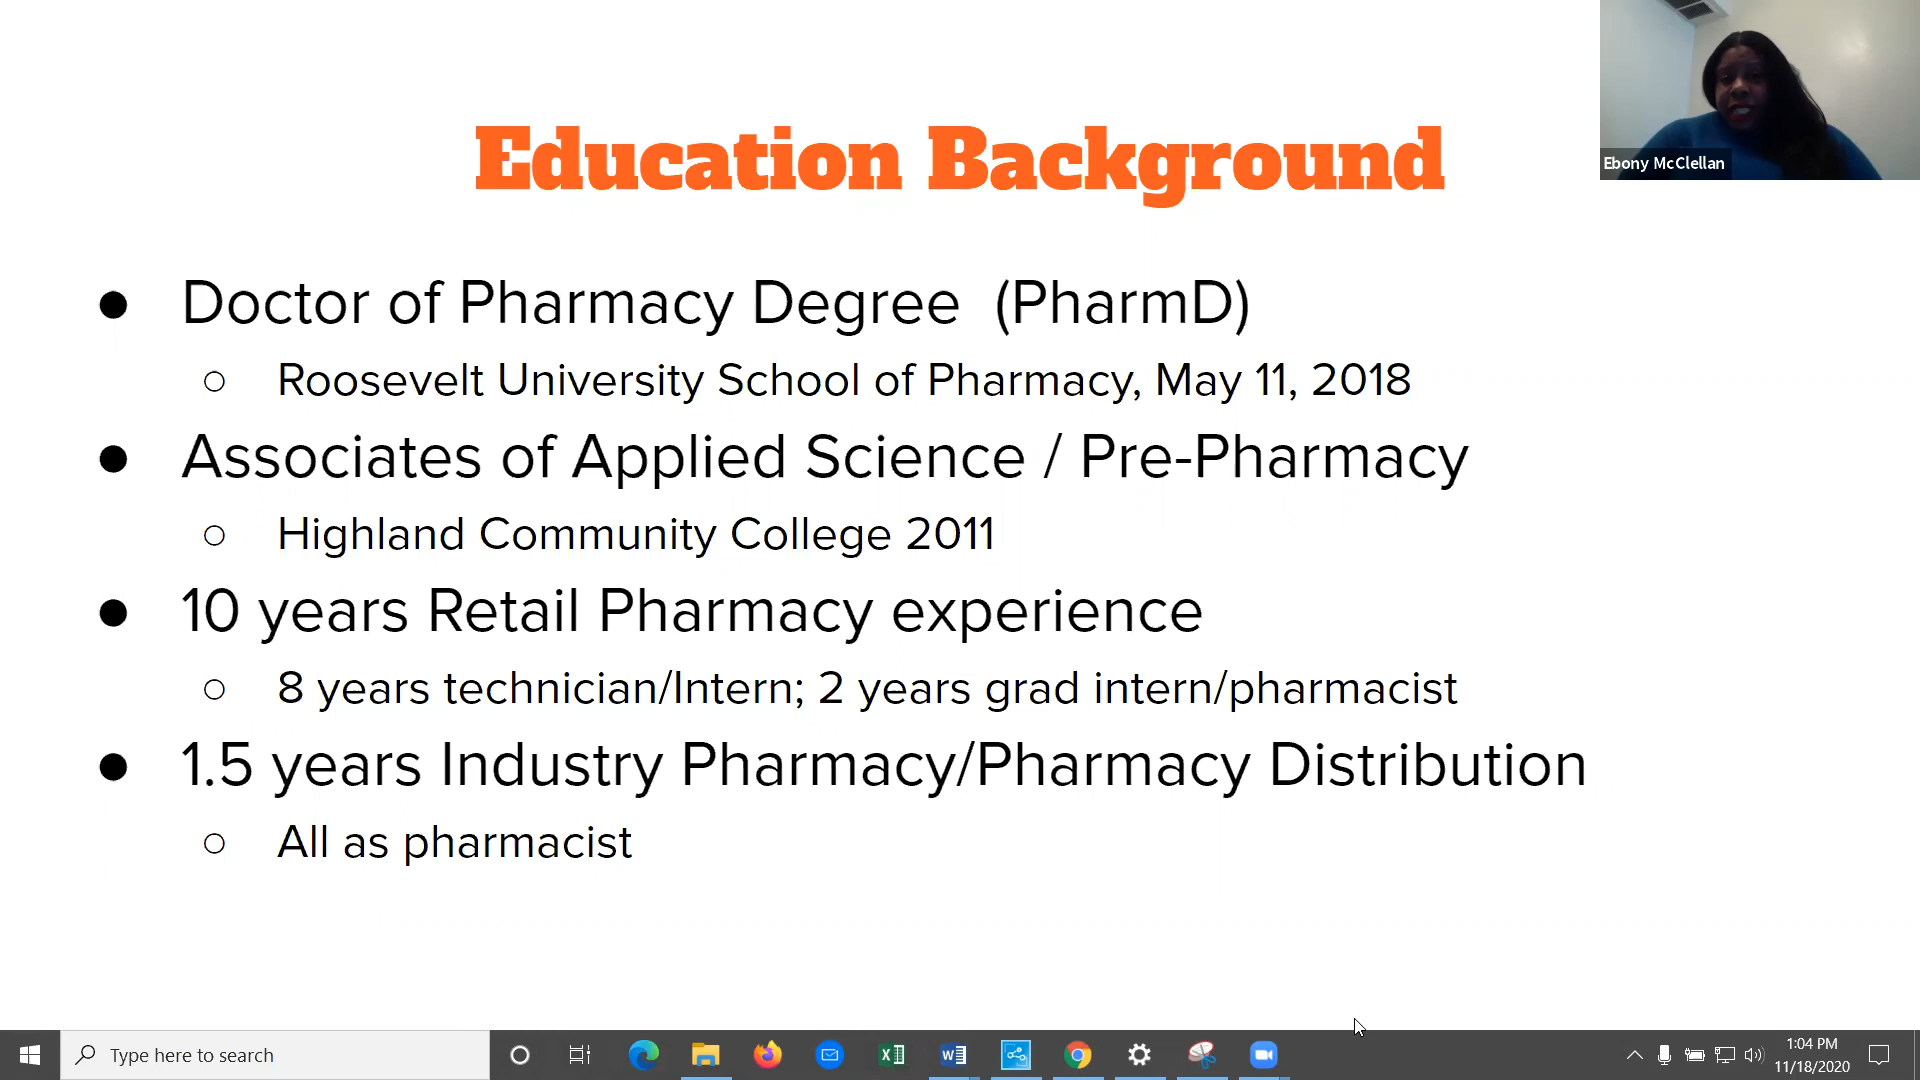 Ebony McClellan
Education Background
● Doctor of Pharmacy Degree (PharmD)
○ Roosevelt University School of Pharmacy, May 11, 2018
● Associates of Applied Science / Pre-Pharmacy
○ Highland Community College 2011
● 10 years Retail Pharmacy experience
○ 8 years technician/Intern; 2 years grad intern/pharmacist
● 1.5 years Industry Pharmacy/Pharmacy Distribution
○ All as pharmacist
Type here to search
1:04 PM
11/18/2020